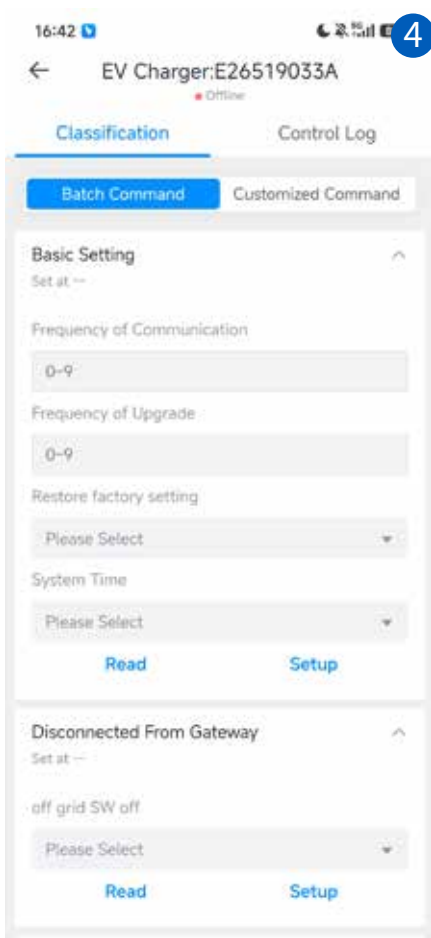 16:42
4
EV Charger:E26519033A
Offline
Classification
Control Log
Batch Command
Customized Command
Basic Setting
Set at --
Frequency of Communication
0-9
Frequency of Upgrade
0-9
Restore factory setting
Please Select
System Time
Please Select
Read
Setup
Disconnected From Gateway
Set at --
off grid SW off
Please Select
Read
Setup